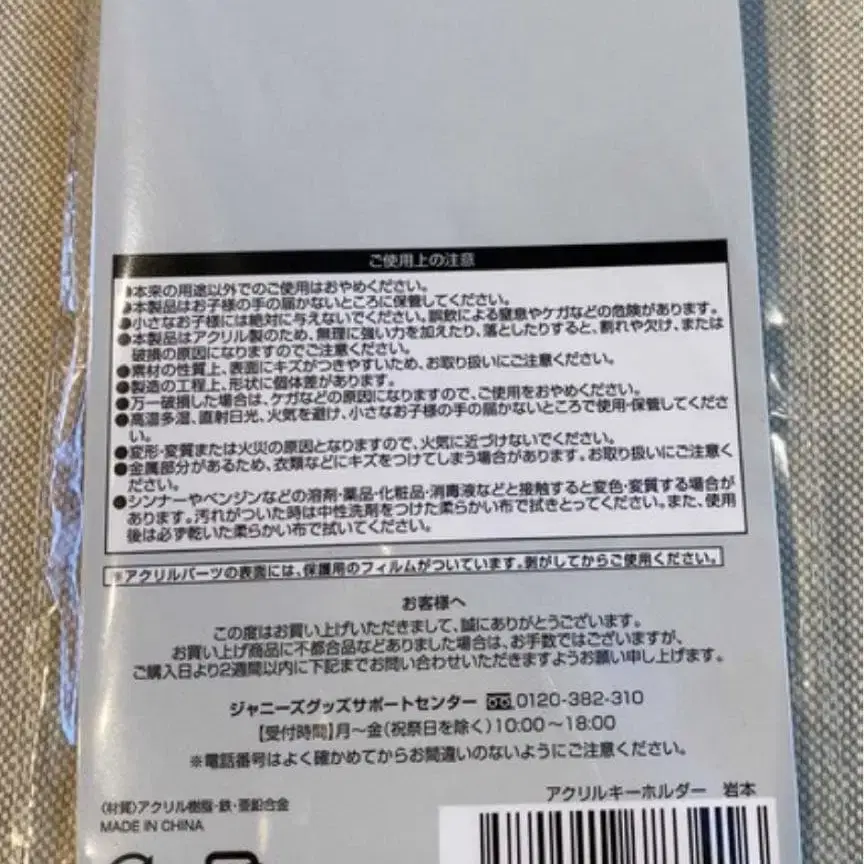 ご使用上の注意
●本来の用途以外でのご使用はおやめください。
●本製品はお子様の手の届かないところに保管してください。
●小さなお子様には絶対に与えないでください。誤飲による窒息やケガなどの危険があります。
●本製品はアクリル製のため、無理に強い力を加えたり、落としたりすると、割れや欠け、または
破損の原因になりますのでご注意ください。
●素材の性質上、表面にキズがつきやすいため、お取り扱いにご注意ください。
●製造の工程上、形状に個体差があります。
●万一破損した場合は、ケガなどの原因になりますので、ご使用をおやめください。
●高温多湿、直射日光、火気を避け、小さなお子様の手の届かないところで使用・保管してくださ
い。
●変形・変質または火災の原因となりますので、火気に近づけないでください。
●金属部分があるため、衣類などにキズをつけてしまう場合があります。お取り扱いにご注意く
ださい。
●シンナーやベンジンなどの溶剤・薬品・化粧品・消毒液などと接触すると変色・変質する場合が
あります。汚れがついた時は中性洗剤をつけた柔らかい布で拭きとってください。また、使用
後は必ず乾いた柔らかい布で拭いてください。
※アクリルパーツの表面には、保護用のフィルムがついています。剥がしてからご使用ください。
お客様へ
この度はお買い上げいただきまして、誠にありがとうございます。
お買い上げ商品に不都合品などありました場合は、お手数ではございますが、
ご購入日より2週間以内に下記までお問い合わせいただきますようお願い申し上げます。
ジャニーズグッズサポートセンター 0120-382-310
【受付時間】月～金(祝祭日を除く)10:00～18:00
※電話番号はよく確かめてからお間違いのないようにご注意ください。
アクリルキーホルダー 岩本
〈材質〉アクリル樹脂・鉄・亜鉛合金
MADE IN CHINA